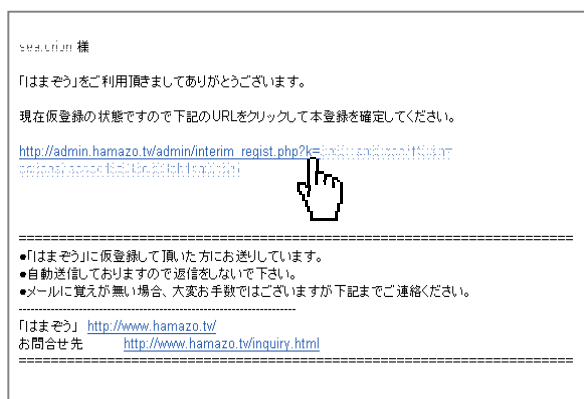 様
「はまぞう」をご利用頂きましてありがとうございます。
現在仮登録の状態ですので下記のURLをクリックして本登録を確定してください。
http://admin.hamazo.tv/admin/interim_regist.php?k=
================================================================
●「はまぞう」に仮登録して頂いた方にお送りしています。
●自動送信しておりますので返信をしないで下さい。
●メールに覚えが無い場合、大変お手数ではございますが下記までご連絡ください。
----------------------------------------------------------------
「はまぞう」 http://www.hamazo.tv/
お問合せ先 http://www.hamazo.tv/inquiry.html
================================================================